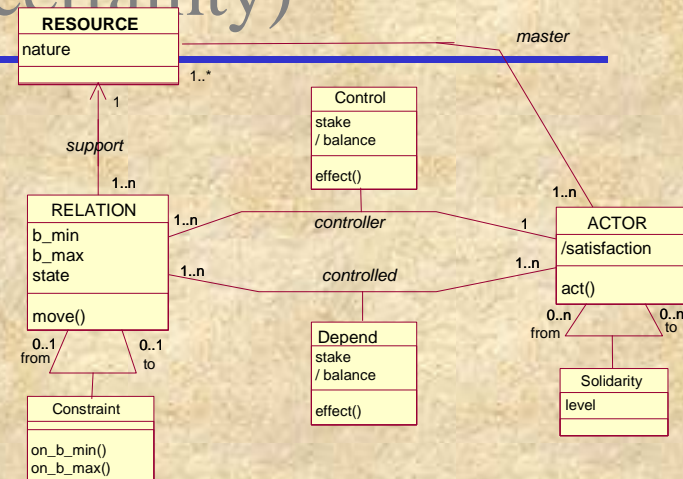 RESOURCE
nature
master
1..*
1
support
1..n
Control
stake
/ balance
effect()
1..n
RELATION
b_min
b_max
state
move()
1..n
controller
1
ACTOR
/satisfaction
act()
1..n
controlled
1..n
0..1
from
0..1
to
Depend
stake
/ balance
effect()
0..n
from
0..n
to
Constraint
on_b_min()
on_b_max()
Solidarity
level